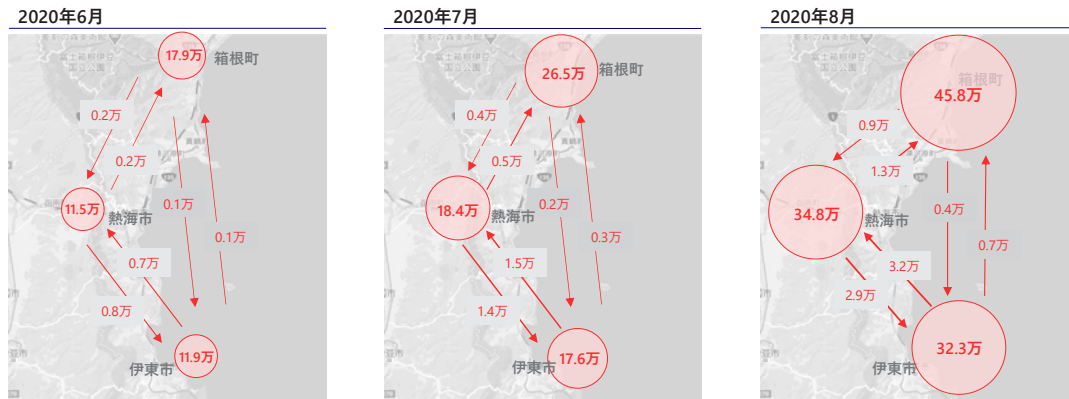 2020年6月
17.9万
箱根町
0.2万
0.2万
11.5万
熱海市
0.1万
0.1万
0.7万
0.8万
11.9万
伊東市
2020年7月
26.5万
箱根町
0.4万
0.5万
18.4万
熱海市
0.2万
0.3万
1.5万
1.4万
17.6万
伊東市
2020年8月
箱根町
45.8万
0.9万
1.3万
34.8万
熱海市
0.4万
0.7万
3.2万
2.9万
32.3万
伊東市